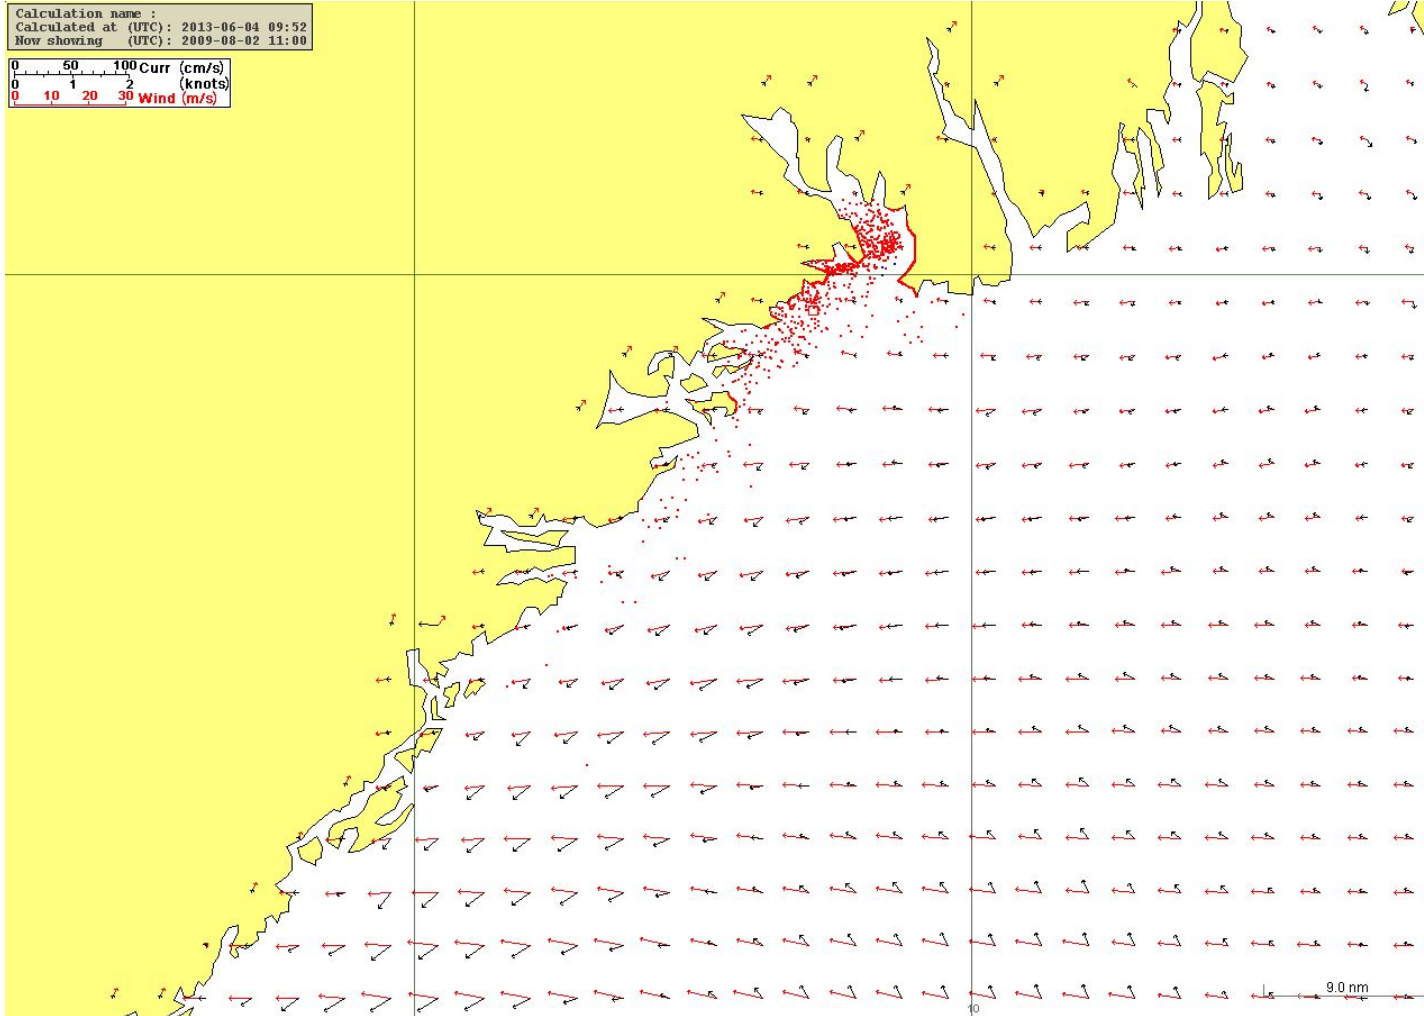 Calculation name :
Calculated at (UTC): 2013-06-04 09:52
Now showing (UTC): 2009-08-02 11:00
0 50 100 Curr (cm/s)
0 1 2 (knots)
0 10 20 30 Wind (m/s)
9.0 nm
10